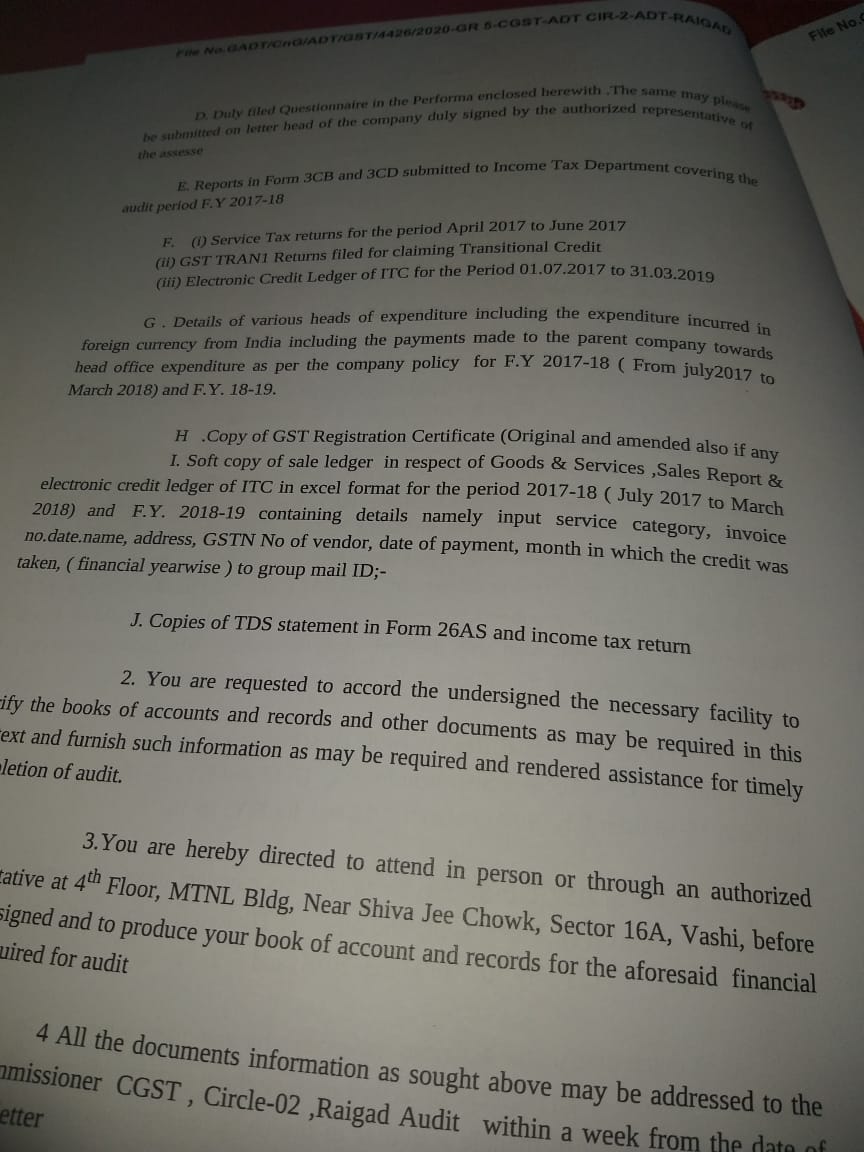 File No.GADT/CnG/ADT/GST/4426/2020-GR 5-CGST-ADT CIR-2-ADT-RAIGAD
File No.
D. Duly filed Questionnaire in the Performa enclosed herewith .The same may please
be submitted on letter head of the company duly signed by the authorized representative of
the assesse
E. Reports in Form 3CB and 3CD submitted to Income Tax Department covering the
audit period F.Y 2017-18
F. (i) Service Tax returns for the period April 2017 to June 2017
(ii) GST TRAN1 Returns filed for claiming Transitional Credit
(iii) Electronic Credit Ledger of ITC for the Period 01.07.2017 to 31.03.2019
G . Details of various heads of expenditure including the expenditure incurred in
foreign currency from India including the payments made to the parent company towards
head office expenditure as per the company policy for F.Y 2017-18 ( From july2017 to
March 2018) and F.Y. 18-19.
H .Copy of GST Registration Certificate (Original and amended also if any
I. Soft copy of sale ledger in respect of Goods & Services ,Sales Report &
electronic credit ledger of ITC in excel format for the period 2017-18 ( July 2017 to March
2018) and F.Y. 2018-19 containing details namely input service category, invoice
no.date.name, address, GSTN No of vendor, date of payment, month in which the credit was
taken, ( financial yearwise ) to group mail ID;-
J. Copies of TDS statement in Form 26AS and income tax return
2. You are requested to accord the undersigned the necessary facility to
ify the books of accounts and records and other documents as may be required in this
ext and furnish such information as may be required and rendered assistance for timely
letion of audit.
3.You are hereby directed to attend in person or through an authorized
tative at 4th Floor, MTNL Bldg, Near Shiva Jee Chowk, Sector 16A, Vashi, before
signed and to produce your book of account and records for the aforesaid financial
uired for audit
4 All the documents information as sought above may be addressed to the
mmissioner CGST , Circle-02 ,Raigad Audit within a week from the date of
etter